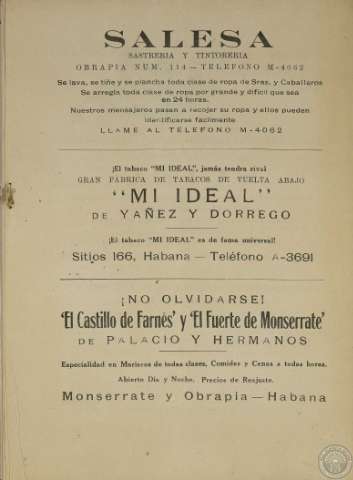 SALESA
SASTRERIA Y TINTORERIA
OBRAPIA NUM. 114 — TELEFONO M-4062
Se lava, se tiñe y se plancha toda clase de ropa de Sras. y Caballeros
Se arregla toda clase de ropa por grande y difícil que sea
en 24 horas.
Nuestros mensajeros pasan a recojer su ropa y ellos pueden
identificarse fácilmente
LLAME AL TELEFONO M-4062
¡El tabaco "MI IDEAL", jamás tendrá rival
GRAN FABRICA DE TABACOS DE VUELTA ABAJO
"MI IDEAL"
DE YAÑEZ Y DORREGO
¡El tabaco "MI IDEAL" es de fama universal!
Sitios 166, Habana — Teléfono A-3691
¡NO OLVIDARSE!
'El Castillo de Farnés' y 'El Fuerte de Monserrate'
DE PALACIO Y HERMANOS
Especialidad en Mariscos de todas clases, Comidas y Cenas a todas horas.
Abierto Día y Noche. Precios de Reajuste.
Monserrate y Obrapia — Habana